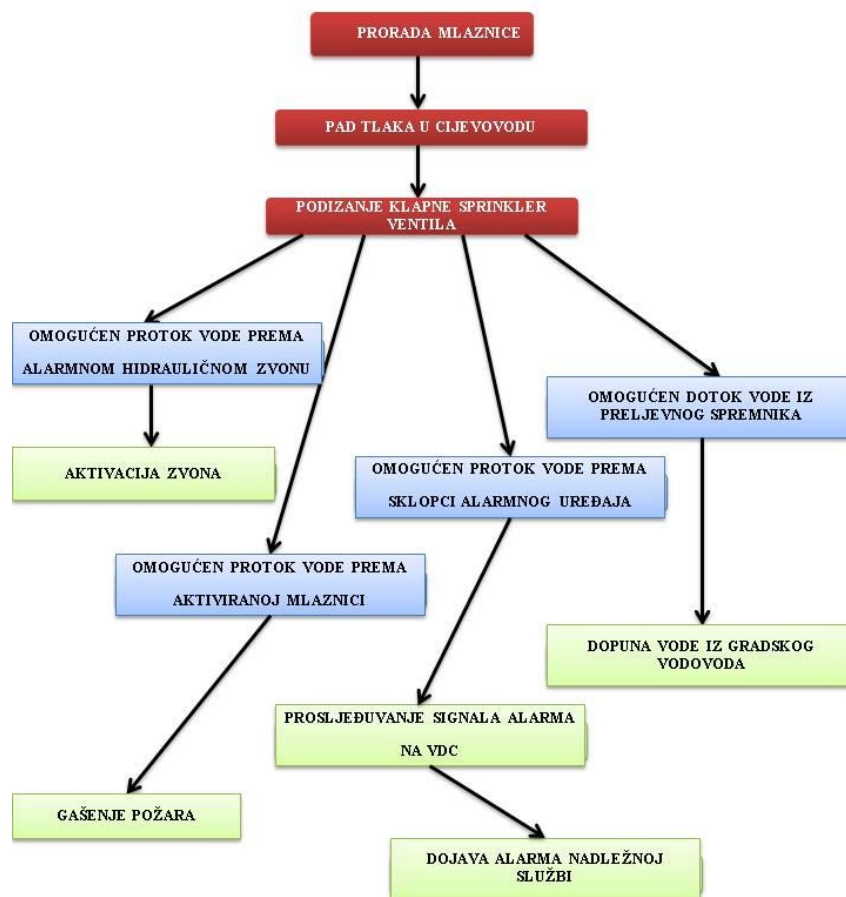 PRORADA MLAZNICE
PAD TLAKA U CIJEVOVODU
PODIZANJE KLAPNE SPRINKLER
VENTILA
OMOGUĆEN PROTOK VODE PREMA
ALARMNOM HIDRAULIČNOM ZVONU
OMOGUĆEN DOTOK VODE IZ
PRELJEVNOG SPREMNIKA
AKTIVACIJA ZVONA
OMOGUĆEN PROTOK VODE PREMA
SKLOPCI ALARMNOG UREĐAJA
OMOGUĆEN PROTOK VODE PREMA
AKTIVIRANOJ MLAZNICI
DOPUNA VODE IZ GRADSKOG
VODOVODA
PROSLJEĐUVANJE SIGNALA ALARMA
NA VDC
GAŠENJE POŽARA
DOJAVA ALARMA NADLEŽNOJ
SLUŽBI